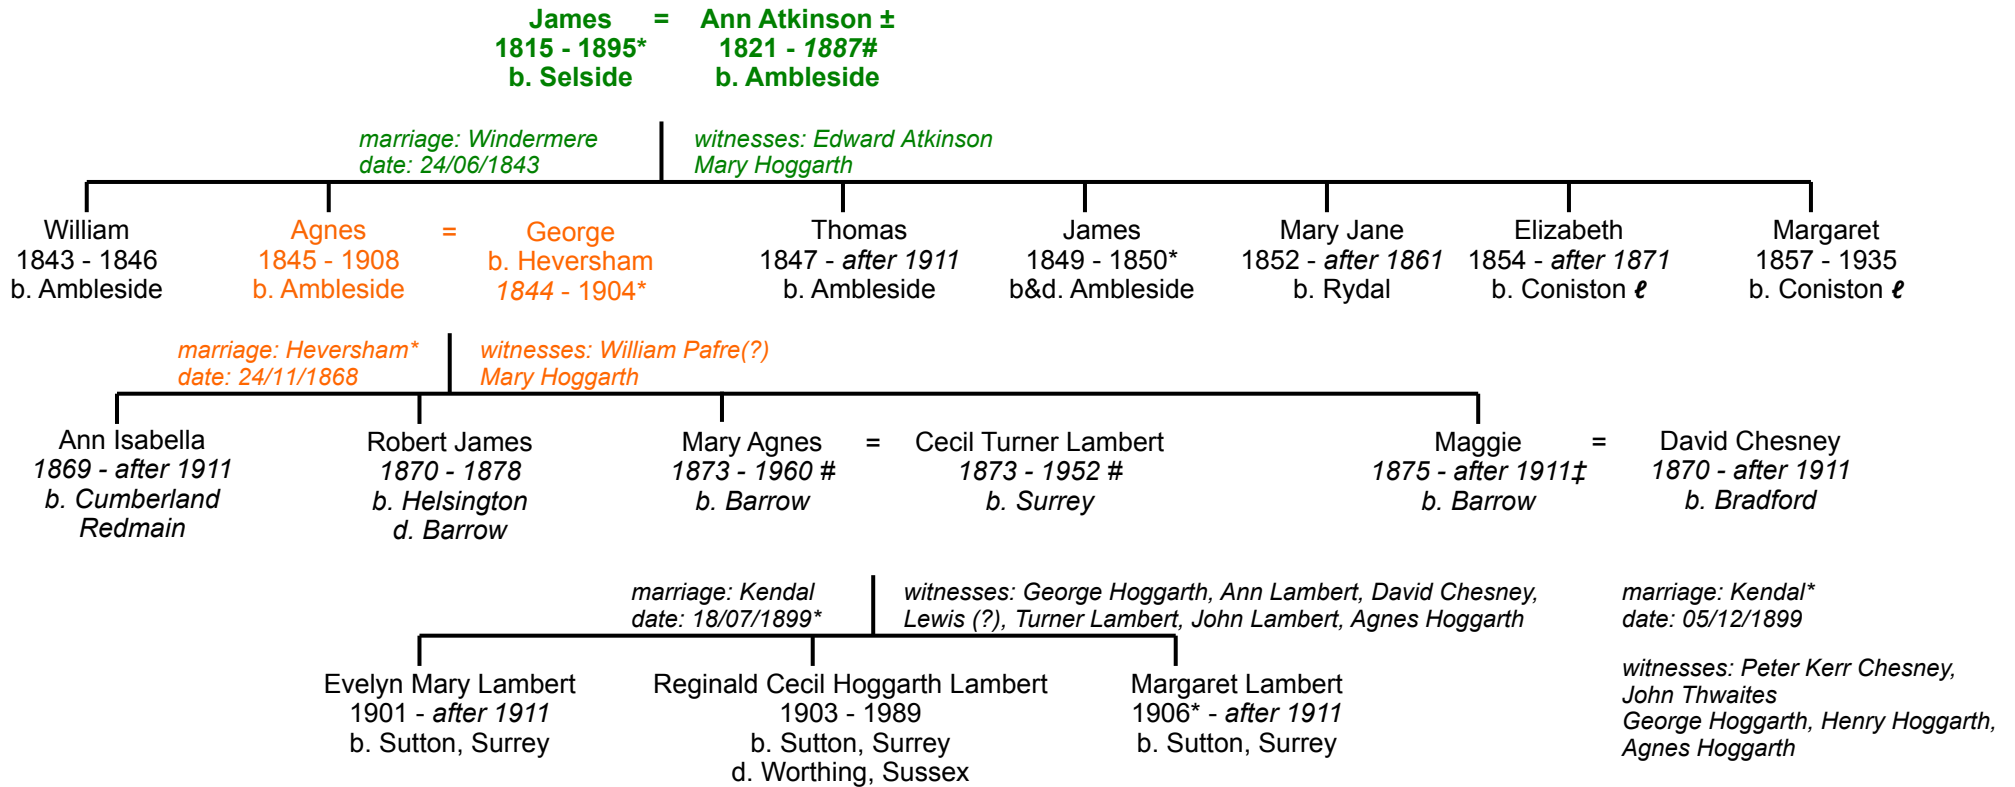 James = Ann Atkinson ±
1815 - 1895* 1821 - 1887#
b. Selside b. Ambleside
marriage: Windermere witnesses: Edward Atkinson
date: 24/06/1843 Mary Hoggarth
William Agnes = George Thomas James Mary Jane Elizabeth Margaret
1843 - 1846 1845 - 1908 b. Heversham 1847 - after 1911 1849 - 1850* 1852 - after 1861 1854 - after 1871 1857 - 1935
b. Ambleside b. Ambleside 1844 - 1904* b. Ambleside b&d. Ambleside b. Rydal b. Coniston ℓ b. Coniston ℓ
marriage: Heversham* witnesses: William Pafre(?)
date: 24/11/1868 Mary Hoggarth
Ann Isabella Robert James Mary Agnes = Cecil Turner Lambert Maggie = David Chesney
1869 - after 1911 1870 - 1878 1873 - 1960 # 1873 - 1952 # 1875 - after 1911‡ 1870 - after 1911
b. Cumberland b. Helsington b. Barrow b. Surrey b. Barrow b. Bradford
Redmain d. Barrow
marriage: Kendal witnesses: George Hoggarth, Ann Lambert, David Chesney, marriage: Kendal*
date: 18/07/1899* Lewis (?), Turner Lambert, John Lambert, Agnes Hoggarth date: 05/12/1899
Evelyn Mary Lambert Reginald Cecil Hoggarth Lambert Margaret Lambert witnesses: Peter Kerr Chesney,
1901 - after 1911 1903 - 1989 1906* - after 1911 John Thwaites
b. Sutton, Surrey b. Sutton, Surrey b. Sutton, Surrey George Hoggarth, Henry Hoggarth,
d. Worthing, Sussex Agnes Hoggarth